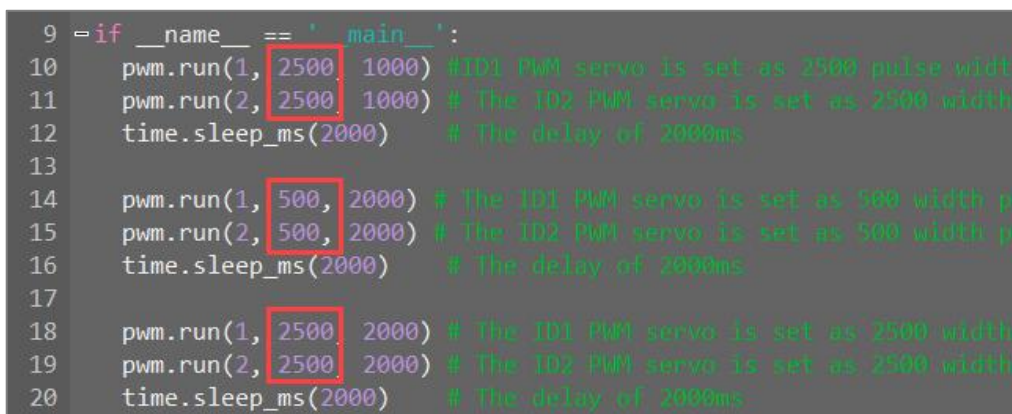 9 if __name__ == '__main__':
10 pwm.run(1, 2500, 1000) #ID1 PWM servo is set as 2500 pulse widt
11 pwm.run(2, 2500, 1000) # The ID2 PWM servo is set as 2500 width
12 time.sleep_ms(2000) # The delay of 2000ms
13
14 pwm.run(1, 500, 2000) # The ID1 PWM servo is set as 500 width p
15 pwm.run(2, 500, 2000) # The ID2 PWM servo is set as 500 width p
16 time.sleep_ms(2000) # The delay of 2000ms
17
18 pwm.run(1, 2500, 2000) # The ID1 PWM servo is set as 2500 width
19 pwm.run(2, 2500, 2000) # The ID2 PWM servo is set as 2500 width
20 time.sleep_ms(2000) # The delay of 2000ms